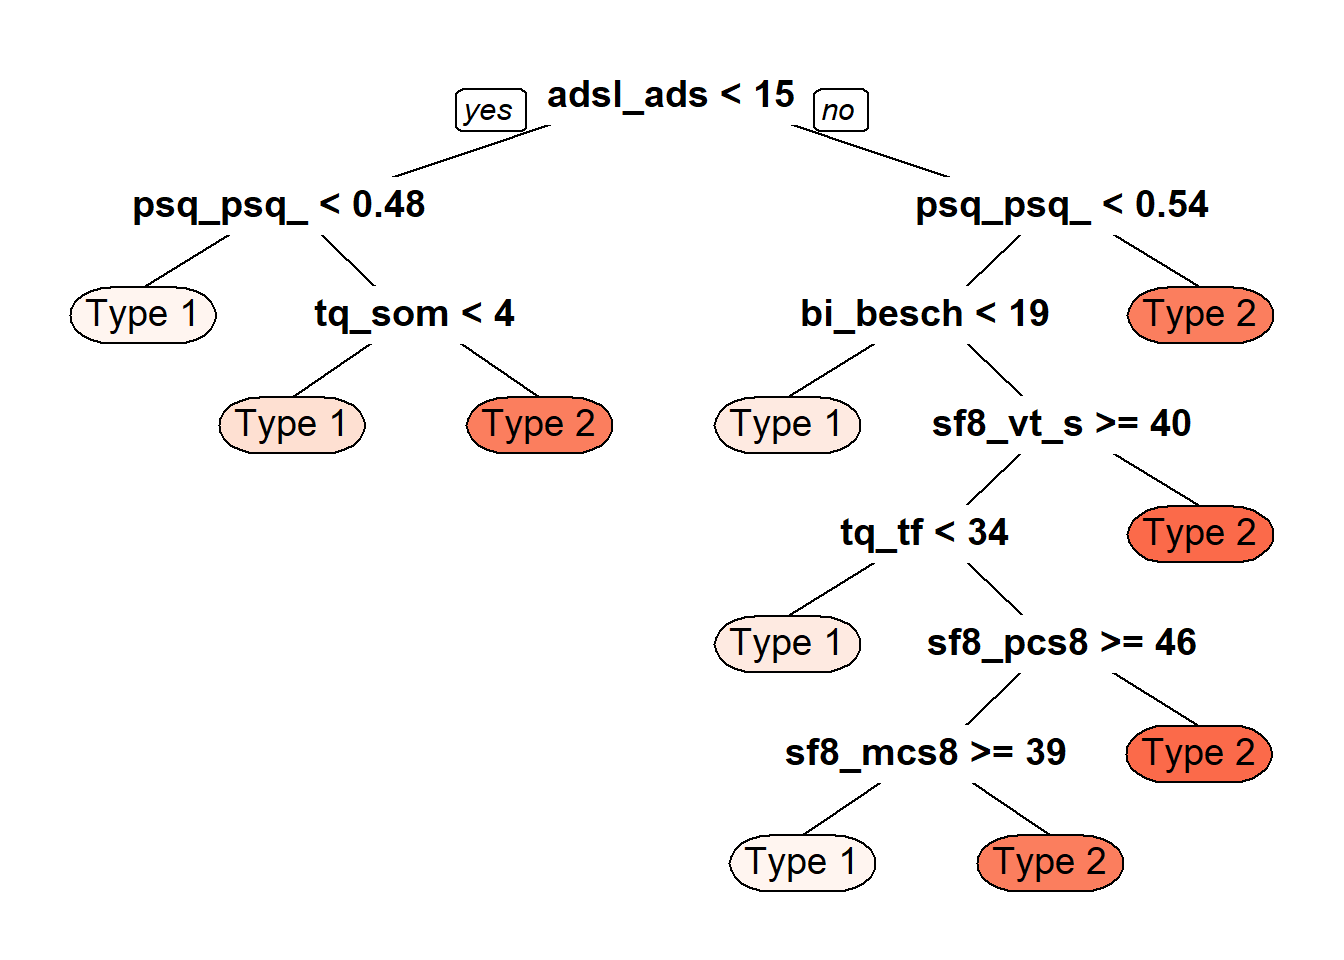 yes adsl_ads < 15 no
psq_psq_ < 0.48 psq_psq_ < 0.54
Type 1 tq_som < 4 bi_besch < 19 Type 2
Type 1 Type 2 Type 1 sf8_vt_s >= 40
tq_tf < 34 Type 2
Type 1 sf8_pcs8 >= 46
sf8_mcs8 >= 39 Type 2
Type 1 Type 2